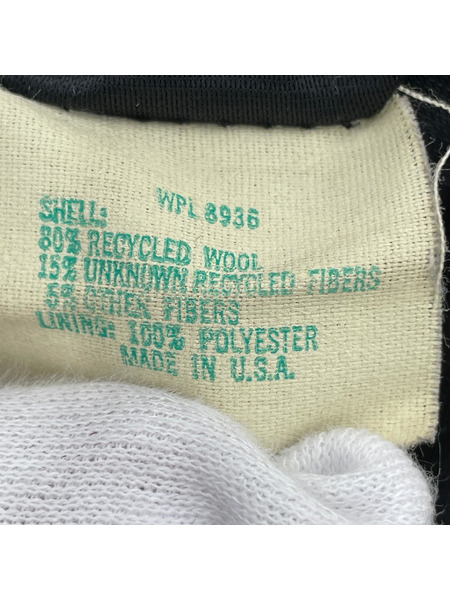 WPL 8936
SHELL:
80% RECYCLED WOOL
15% UNKNOWN RECYCLED FIBERS
5% OTHER FIBERS
LINING: 100% POLYESTER
MADE IN U.S.A.